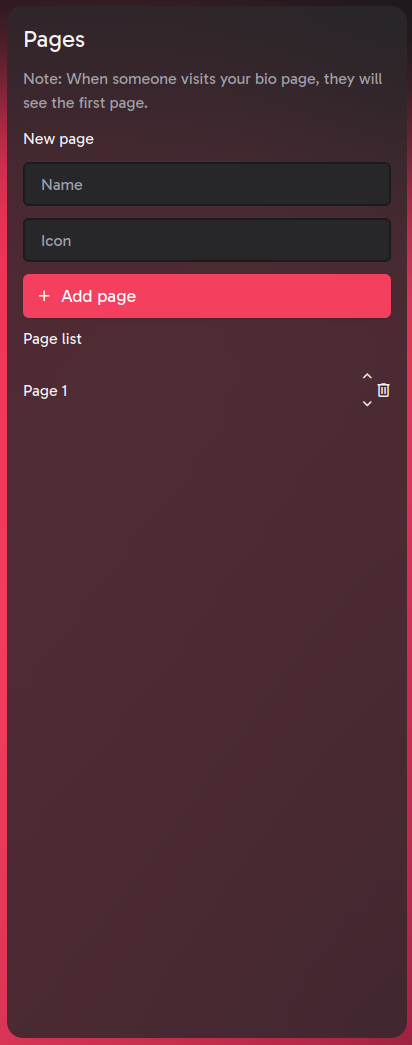 Pages
Note: When someone visits your bio page, they will
see the first page.
New page
Name
Icon
+ Add page
Page list
Page 1